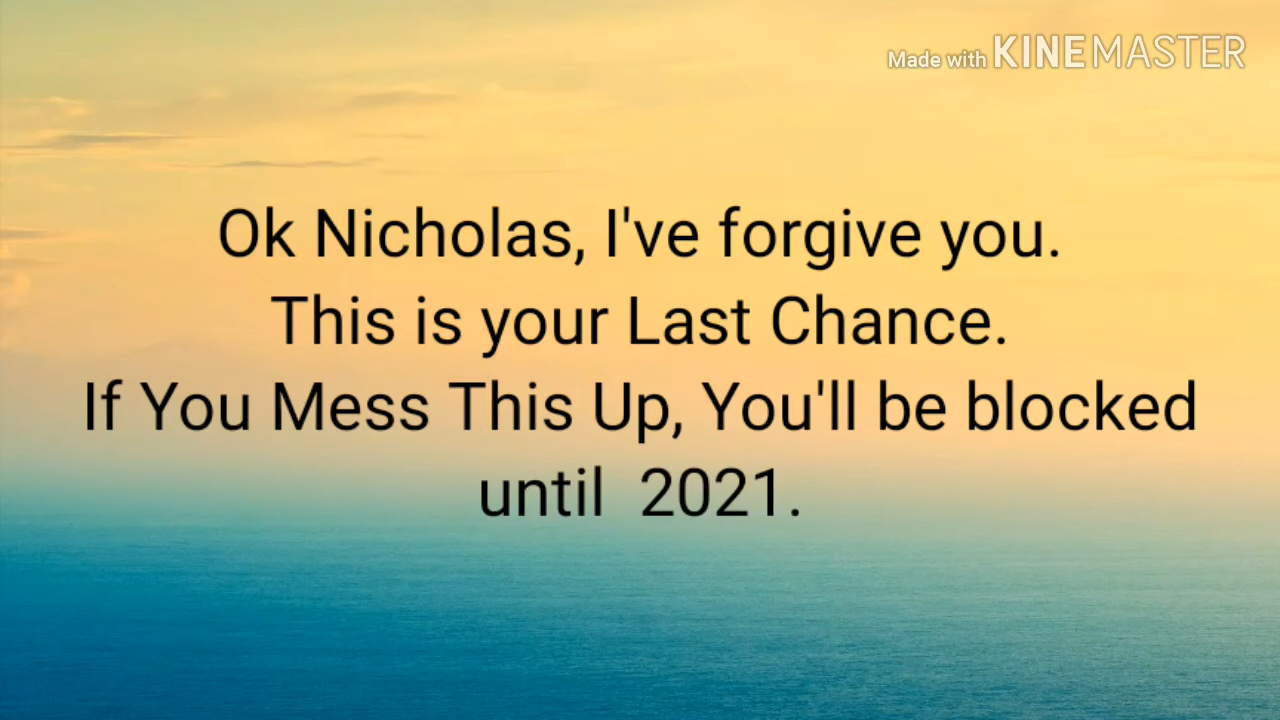 Made with KINEMASTER
Ok Nicholas, I've forgive you.
This is your Last Chance.
If You Mess This Up, You'll be blocked
until  2021.